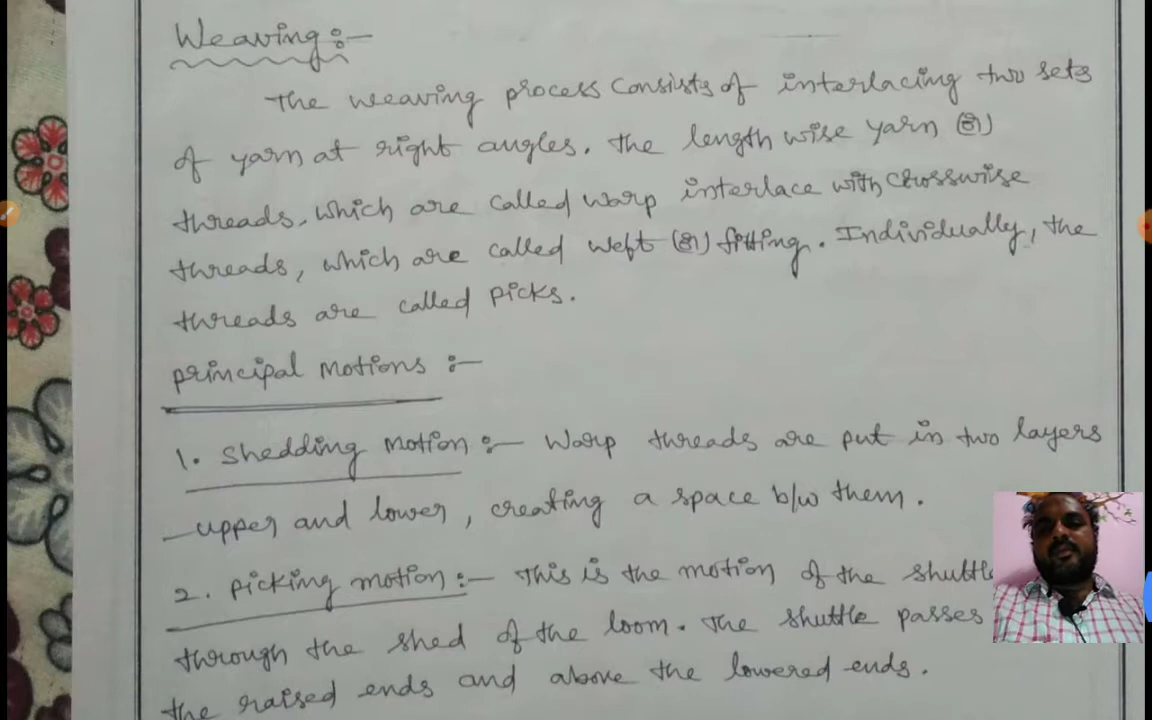 Weaving:-
The weaving process consists of interlacing two sets
of yarn at right angles. The length wise yarn (or)
threads. which are called warp interlace with crosswise
threads, which are called weft (or) fitting. Individually, the
threads are called picks.
principal motions :-
1. shedding motion :- Warp threads are put in two layers
-upper and lower, creating a space b/w them.
2. picking motion :- This is the motion of the shuttle
through the shed of the loom. The shuttle passes
the raised ends and above the lowered ends.